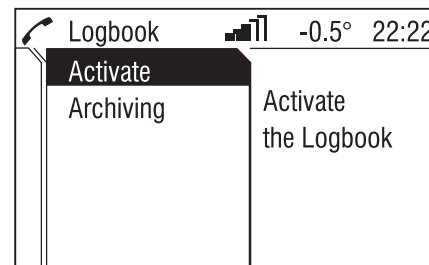 Logbook -0.5° 22:22
Activate
Archiving
Activate
the Logbook